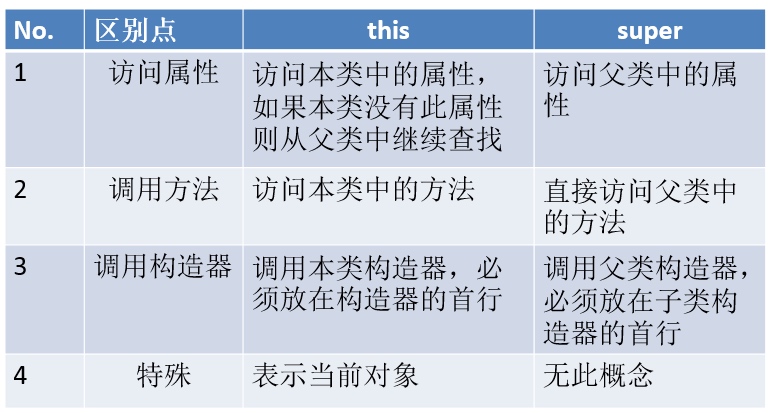 No. 区别点 this super
1 访问属性 访问本类中的属性， 访问父类中的属
如果本类没有此属性 性
则从父类中继续查找
2 调用方法 访问本类中的方法 直接访问父类中
的方法
3 调用构造器 调用本类构造器，必 调用父类构造器，
须放在构造器的首行 必须放在子类构
造器的首行
4 特殊 表示当前对象 无此概念